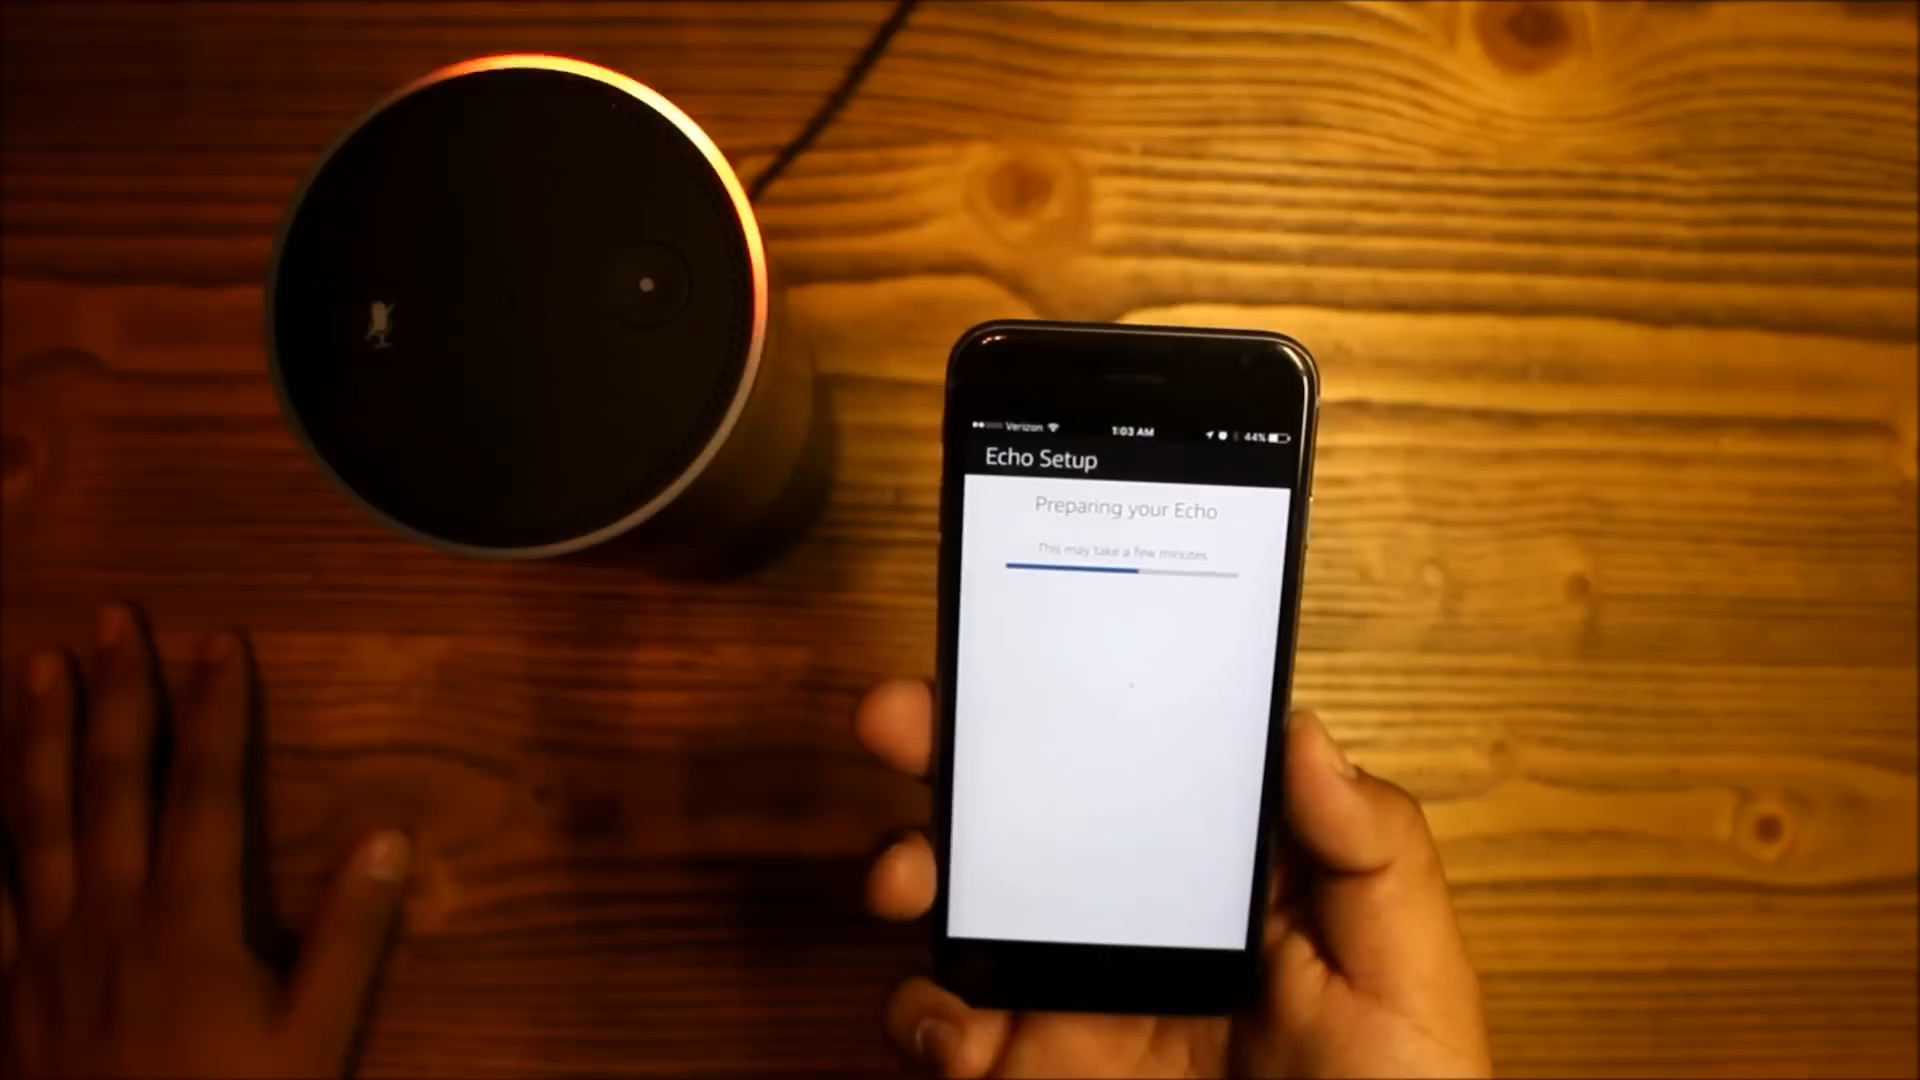 Verizon 1:03 AM 44%
Echo Setup
Preparing your Echo
This may take a few minutes